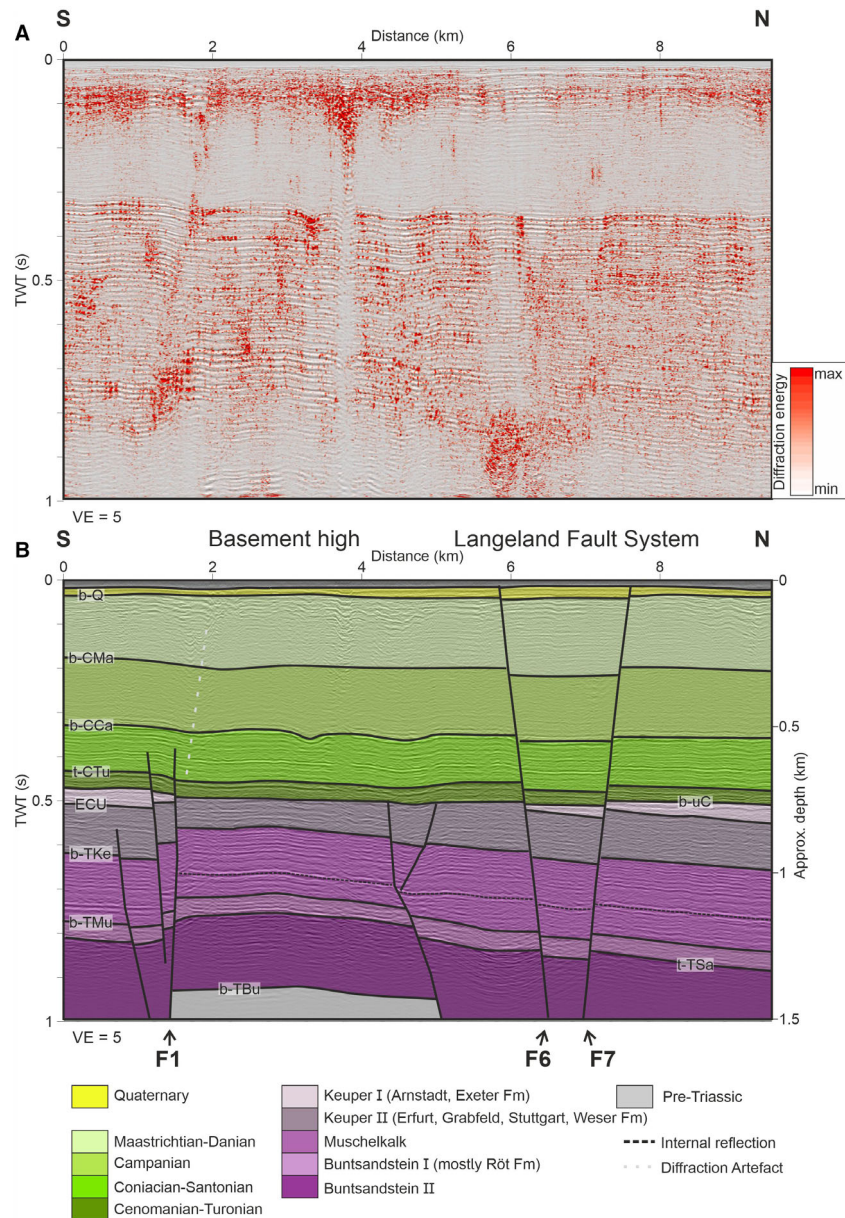 A
S
N
Distance (km)
0 2 4 6 8
0
0.5
1
TWT (s)
Diffraction energy
max
min
VE = 5
B
S
Basement high
Langeland Fault System
N
Distance (km)
0 2 4 6 8
0
0.5
1
TWT (s)
0
0.5
1
1.5
Approx. depth (km)
b-Q
b-CMa
b-CCa
t-CTu
ECU
b-uC
b-TKe
b-TMu
t-TSa
b-TBu
VE = 5
F1
F6
F7
Quaternary
Maastrichtian-Danian
Campanian
Coniacian-Santonian
Cenomanian-Turonian
Keuper I (Arnstadt, Exeter Fm)
Keuper II (Erfurt, Grabfeld, Stuttgart, Weser Fm)
Muschelkalk
Buntsandstein I (mostly Röt Fm)
Buntsandstein II
Pre-Triassic
Internal reflection
Diffraction Artefact